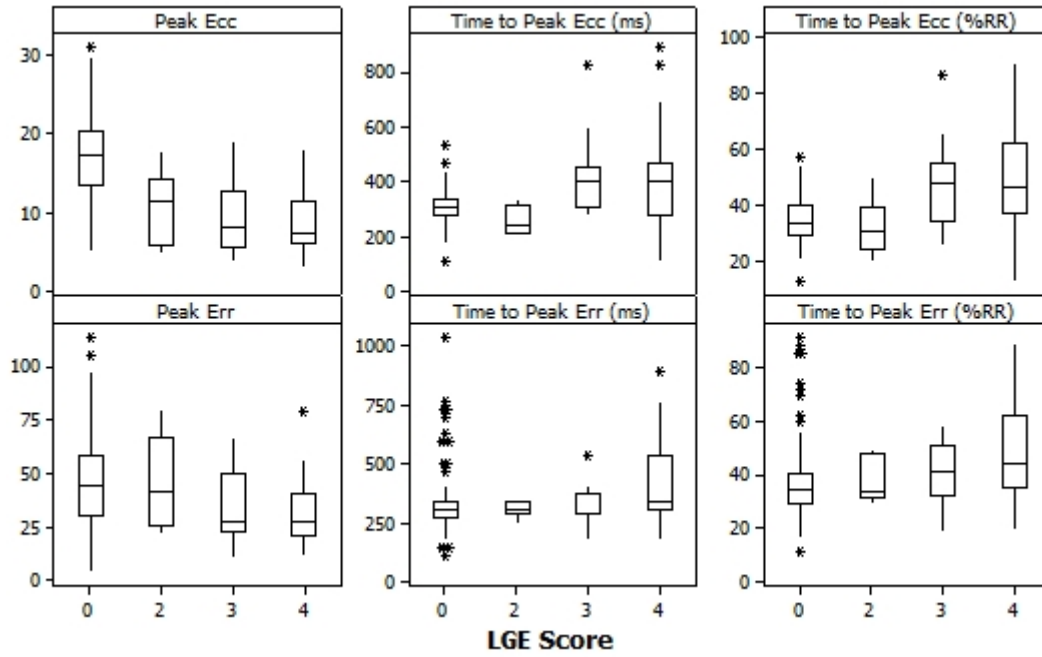 Peak Ecc
Time to Peak Ecc (ms)
Time to Peak Ecc (%RR)
30
20
10
0
800
600
400
200
0
100
80
60
40
20
Peak Err
Time to Peak Err (ms)
Time to Peak Err (%RR)
100
75
50
25
0
1000
750
500
250
0
80
60
40
20
0
0 2 3 4
0 2 3 4
0 2 3 4
LGE Score